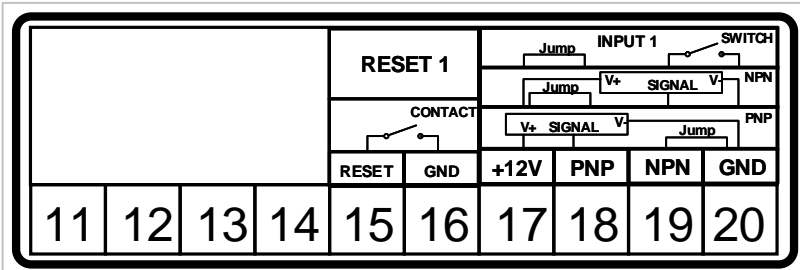 RESET 1
CONTACT
RESET GND
Jump INPUT 1 SWITCH
V+ SIGNAL V- NPN
Jump
V+ SIGNAL V- PNP
Jump
+12V PNP NPN GND
11 12 13 14 15 16 17 18 19 20